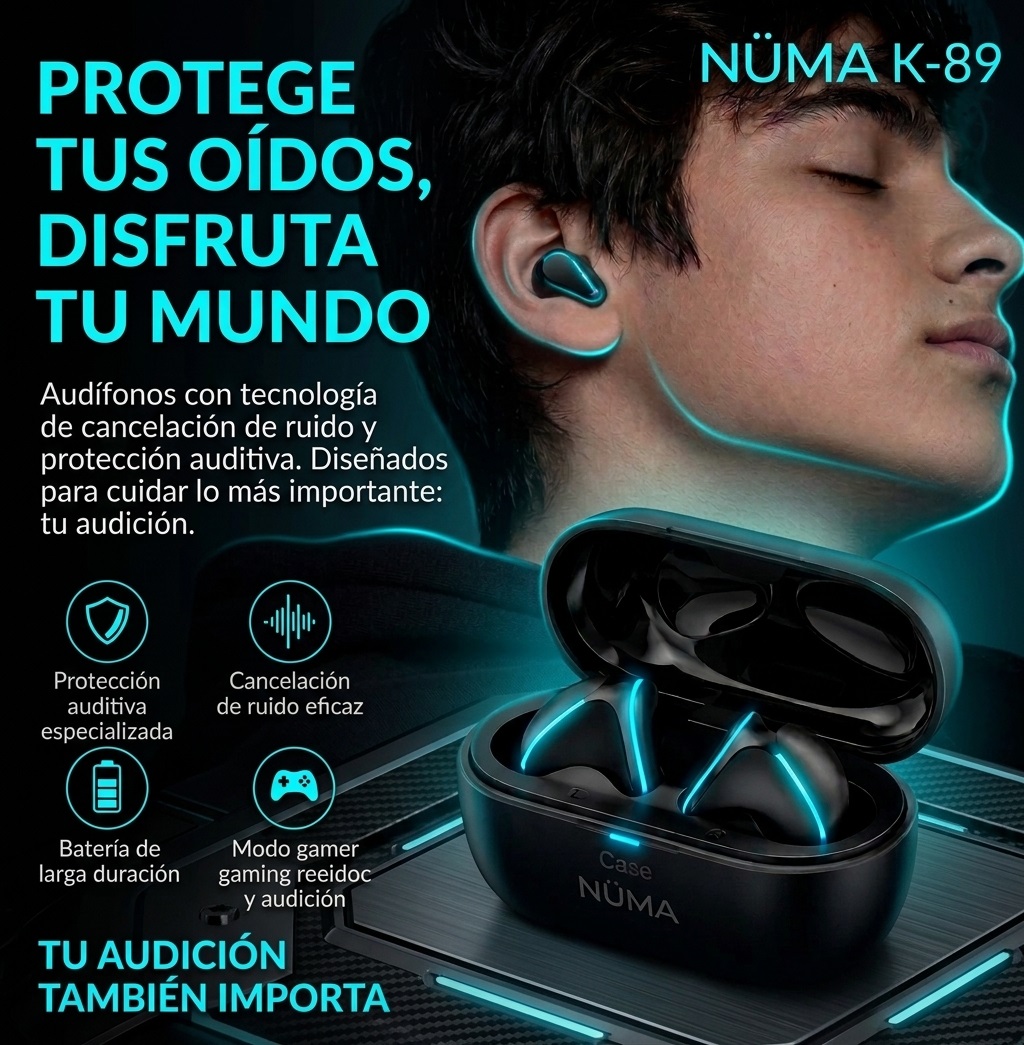 NÜMA K-89
PROTEGE
TUS OÍDOS,
DISFRUTA
TU MUNDO
Audífonos con tecnología
de cancelación de ruido y
protección auditiva. Diseñados
para cuidar lo más importante:
tu audición.
Protección
auditiva
especializada
Cancelación
de ruido eficaz
Batería de
larga duración
Modo gamer
gaming reeidoc
y audición
Case
NÜMA
TU AUDICIÓN
TAMBIÉN IMPORTA